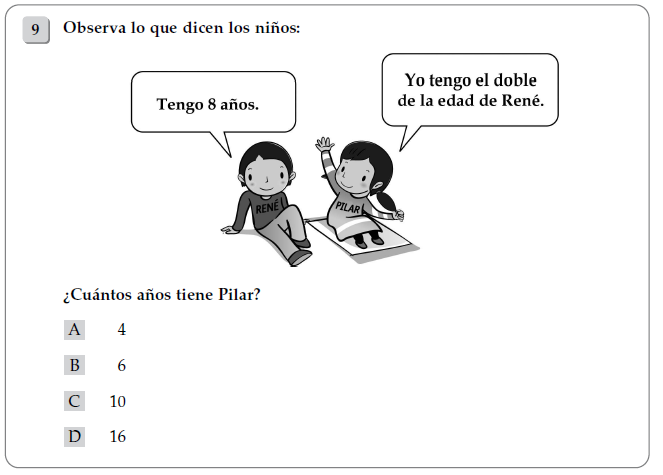 9 Observa lo que dicen los niños:
Tengo 8 años.
Yo tengo el doble
de la edad de René.
RENÉ
PILAR
¿Cuántos años tiene Pilar?
A 4
B 6
C 10
D 16